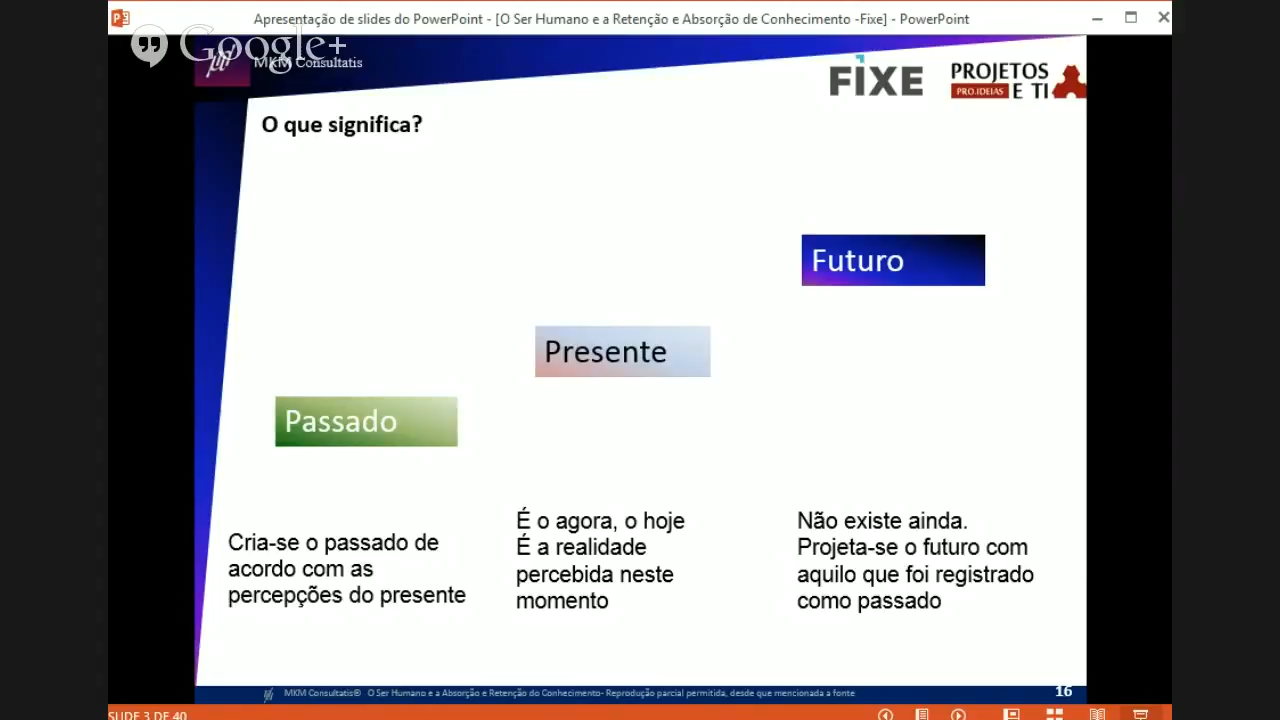 Apresentação de slides do PowerPoint - [O Ser Humano e a Retenção e Absorção de Conhecimento -Fixe] - PowerPoint
Google+
MKM Consultatis
FIXE
PROJETOS
PRO.IDEIAS E TI
O que significa?
Futuro
Presente
Passado
Cria-se o passado de
acordo com as
percepções do presente
É o agora, o hoje
É a realidade
percebida neste
momento
Não existe ainda.
Projeta-se o futuro com
aquilo que foi registrado
como passado
MKM Consultatis® O Ser Humano e a Absorção e Retenção do Conhecimento- Reprodução parcial permitida, desde que mencionada a fonte
16
SLIDE 3 DE 40